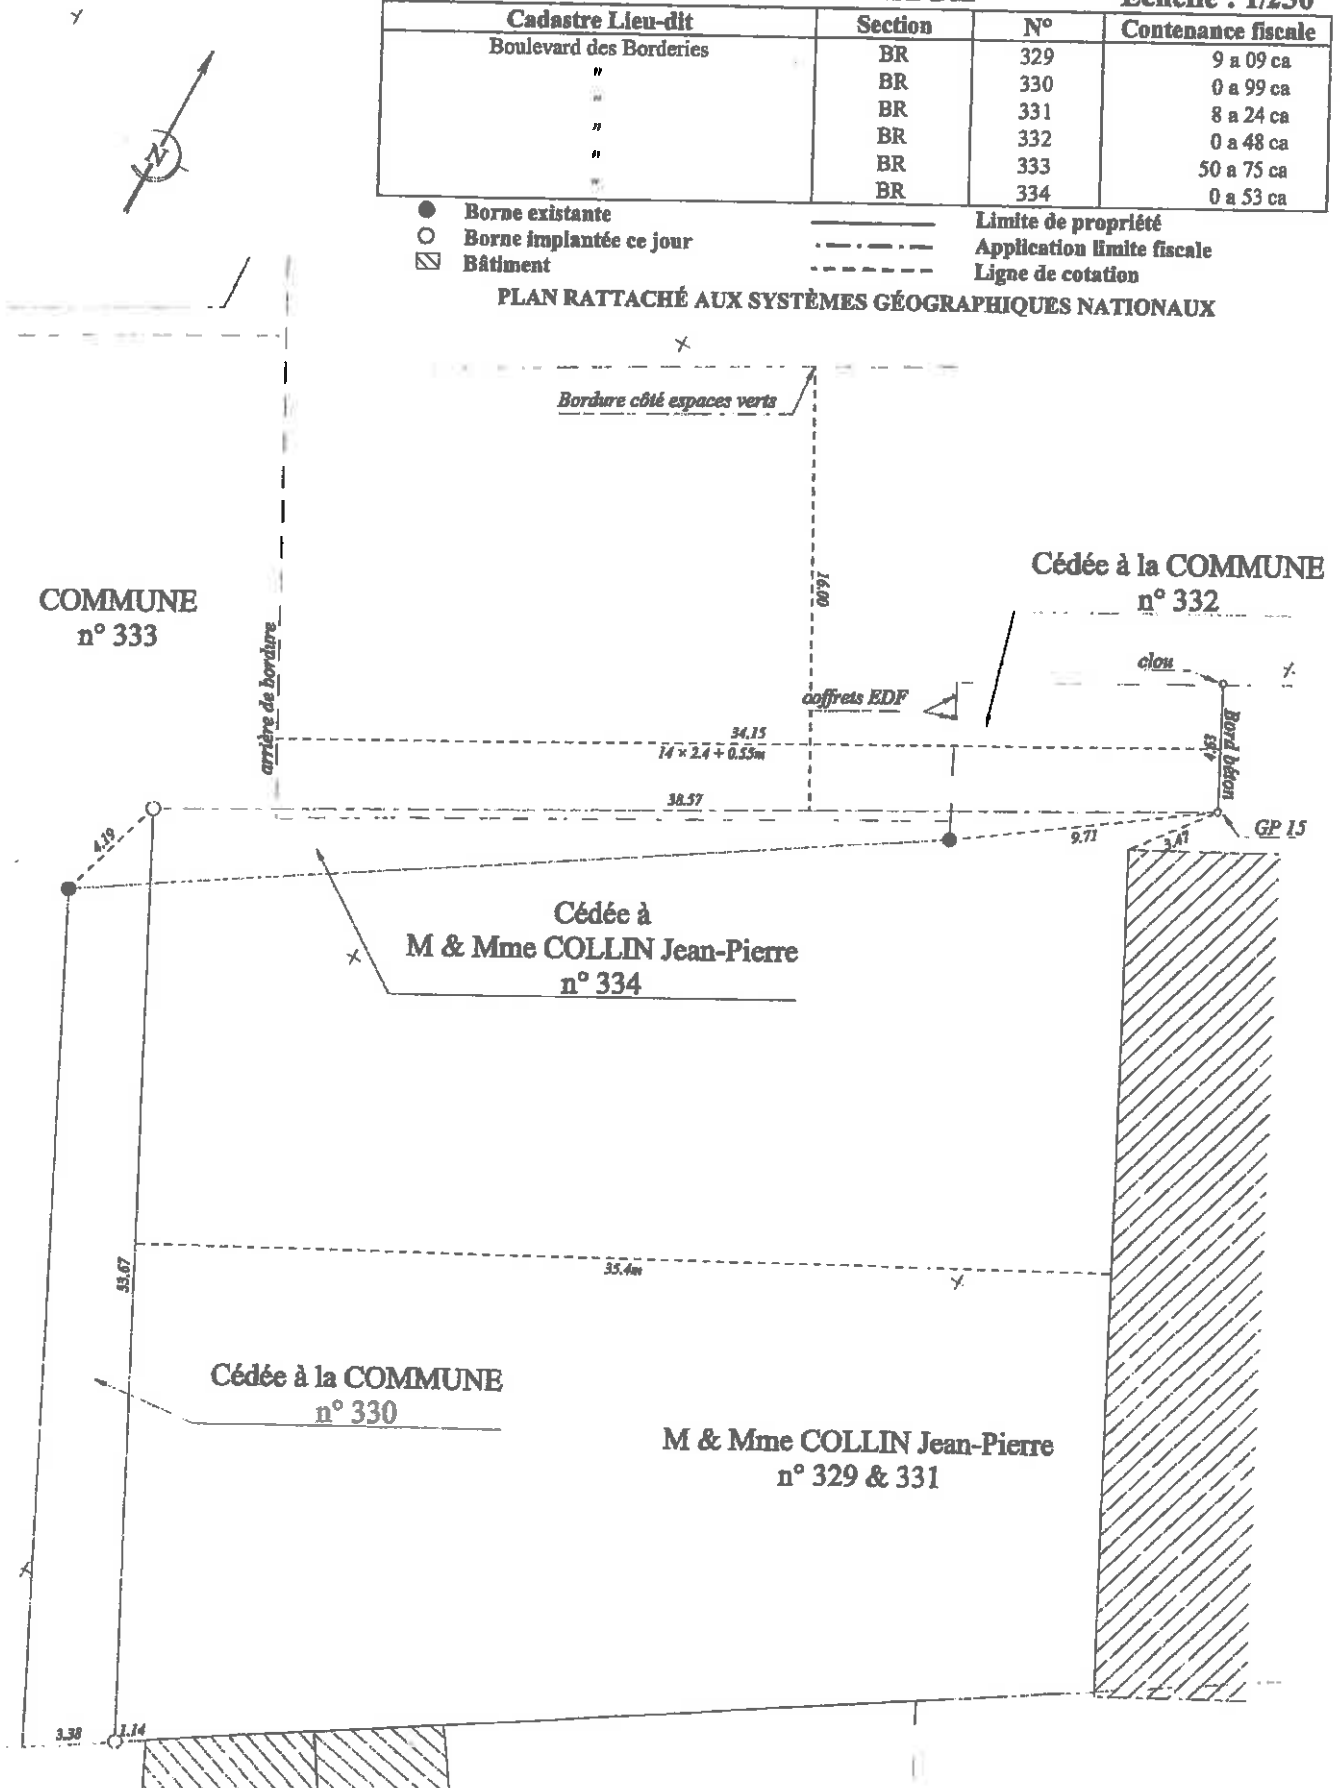 Echelle : 1/250
Cadastre Lieu-dit Section N° Contenance fiscale
Boulevard des Borderies BR 329 9 a 09 ca
" BR 330 0 a 99 ca
" BR 331 8 a 24 ca
" BR 332 0 a 48 ca
" BR 333 50 a 75 ca
" BR 334 0 a 53 ca
Borne existante
Borne implantée ce jour
Bâtiment
Limite de propriété
Application limite fiscale
Ligne de cotation
PLAN RATTACHÉ AUX SYSTÈMES GÉOGRAPHIQUES NATIONAUX
N
Bordure côté espaces verts
16.00
COMMUNE
n° 333
arrière de bordure
Cédée à la COMMUNE
n° 332
clou
coffrets EDF
Bord béton
4.63
34.15
14 × 2.4 + 0.55m
38.57
GP 15
9.71
3.47
4.19
Cédée à
M & Mme COLLIN Jean-Pierre
n° 334
33.67
35.4m
Cédée à la COMMUNE
n° 330
M & Mme COLLIN Jean-Pierre
n° 329 & 331
3.38
1.14